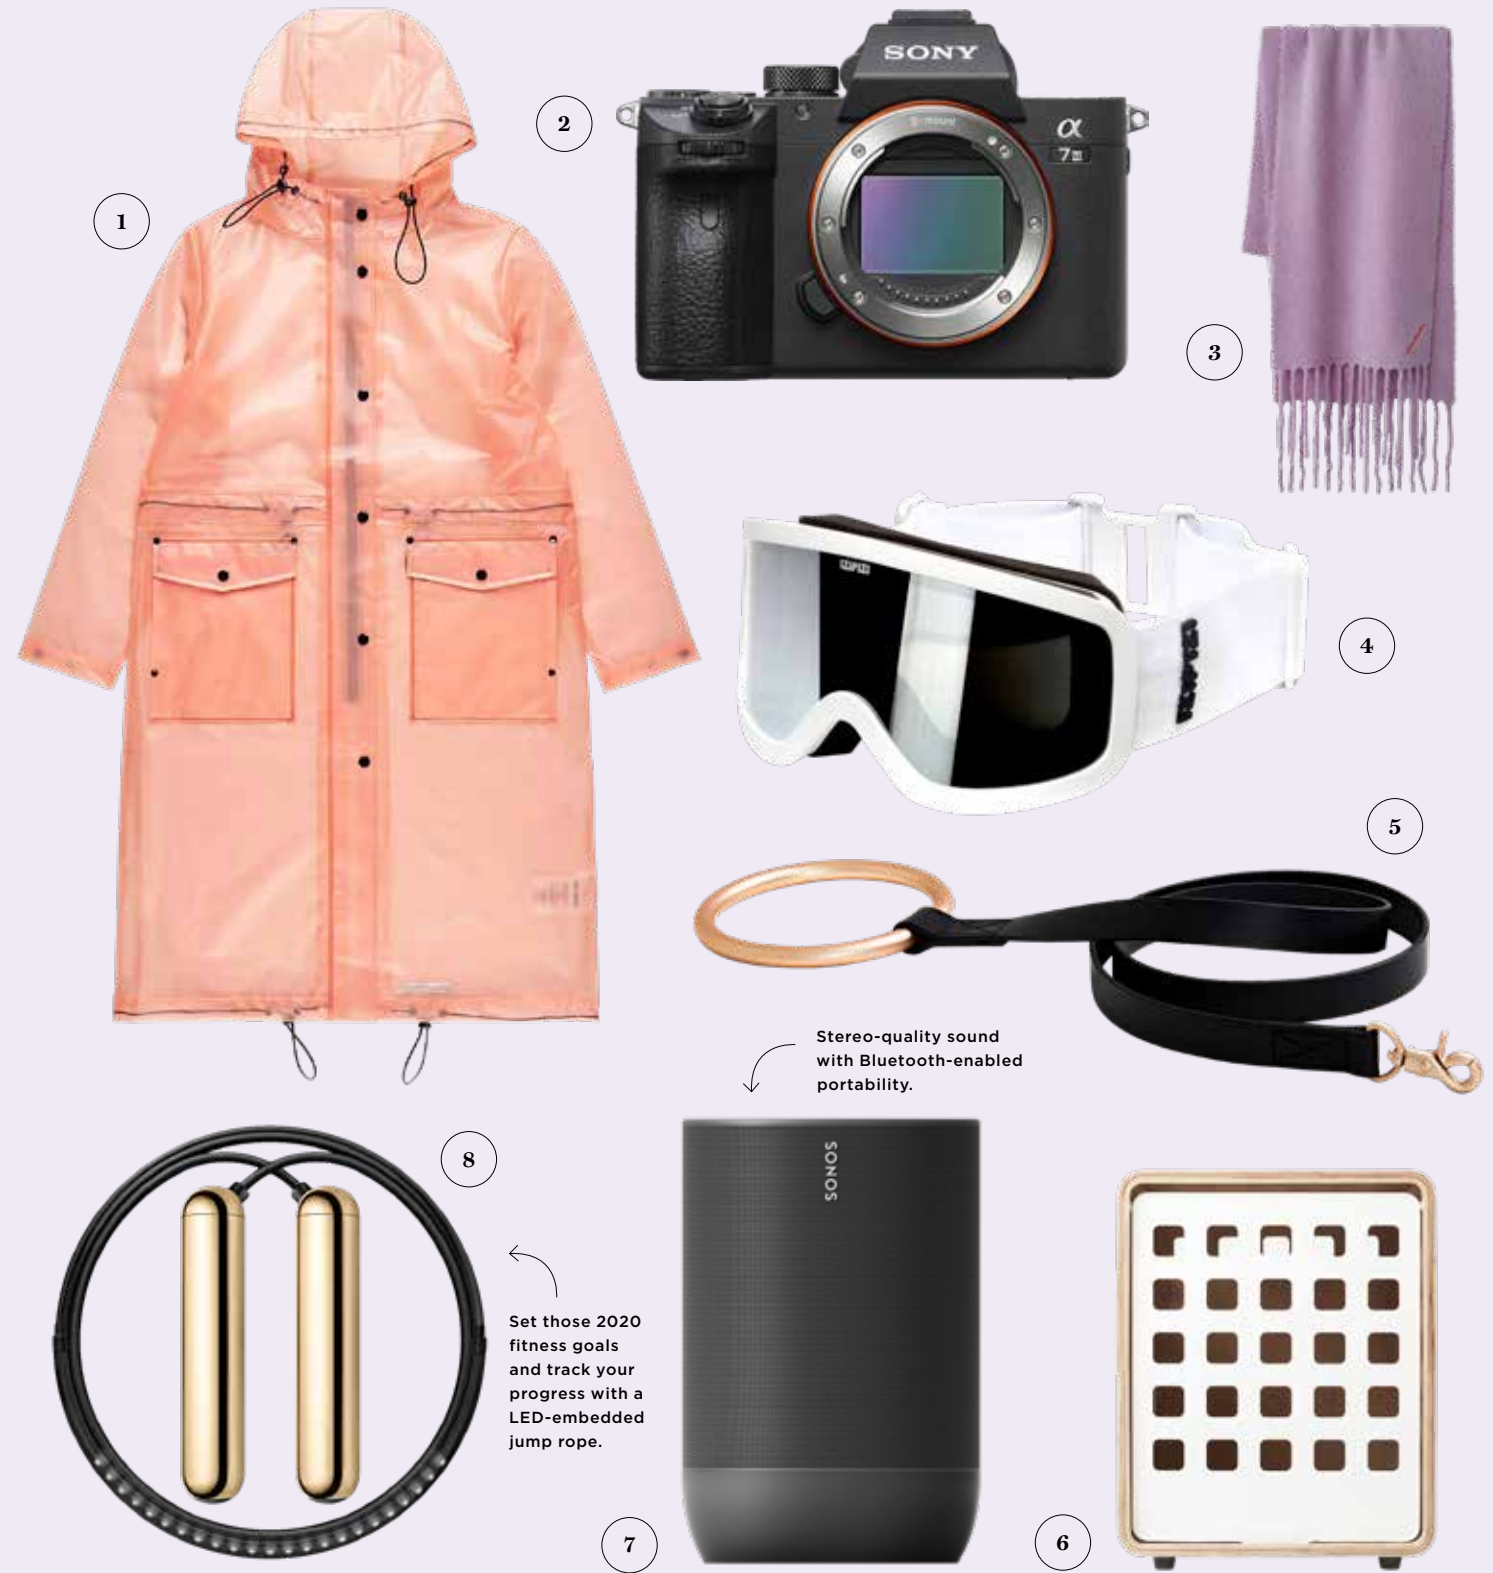 1
2
SONY
α
7III
3
4
IZIPIZI
5
Stereo-quality sound
with Bluetooth-enabled
portability.
8
SONOS
Set those 2020
fitness goals
and track your
progress with a
LED-embedded
jump rope.
7
6